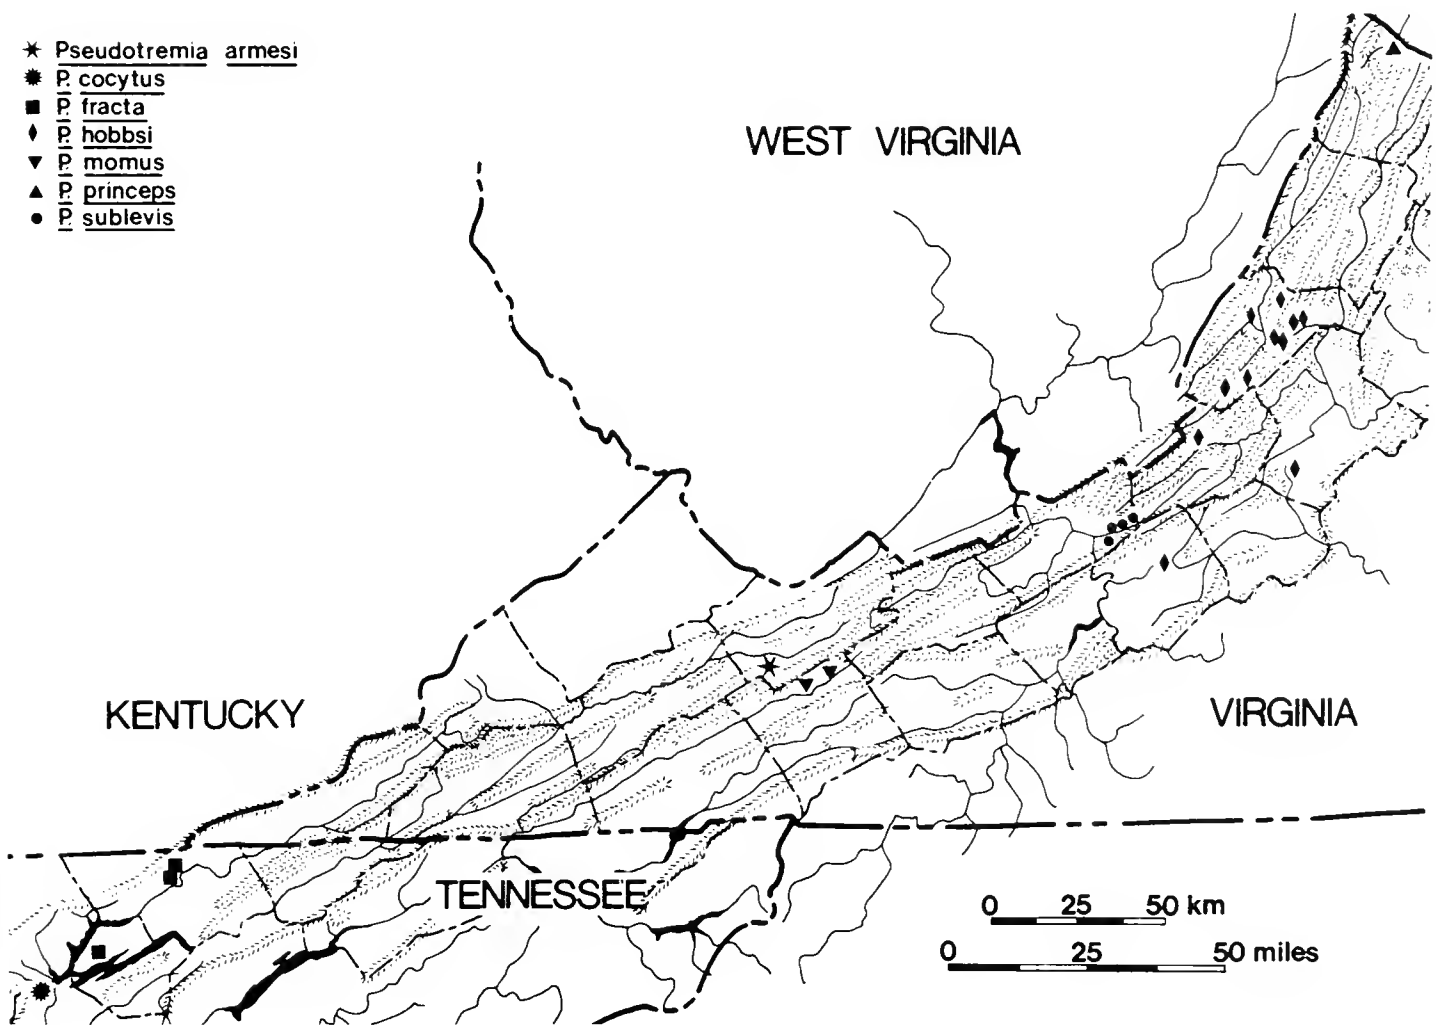 Pseudotremia armesi
P. cocytus
P. fracta
P. hobbsi
P. momus
P. princeps
P. sublevis
WEST VIRGINIA
KENTUCKY
VIRGINIA
TENNESSEE
0 25 50 km
0 25 50 miles